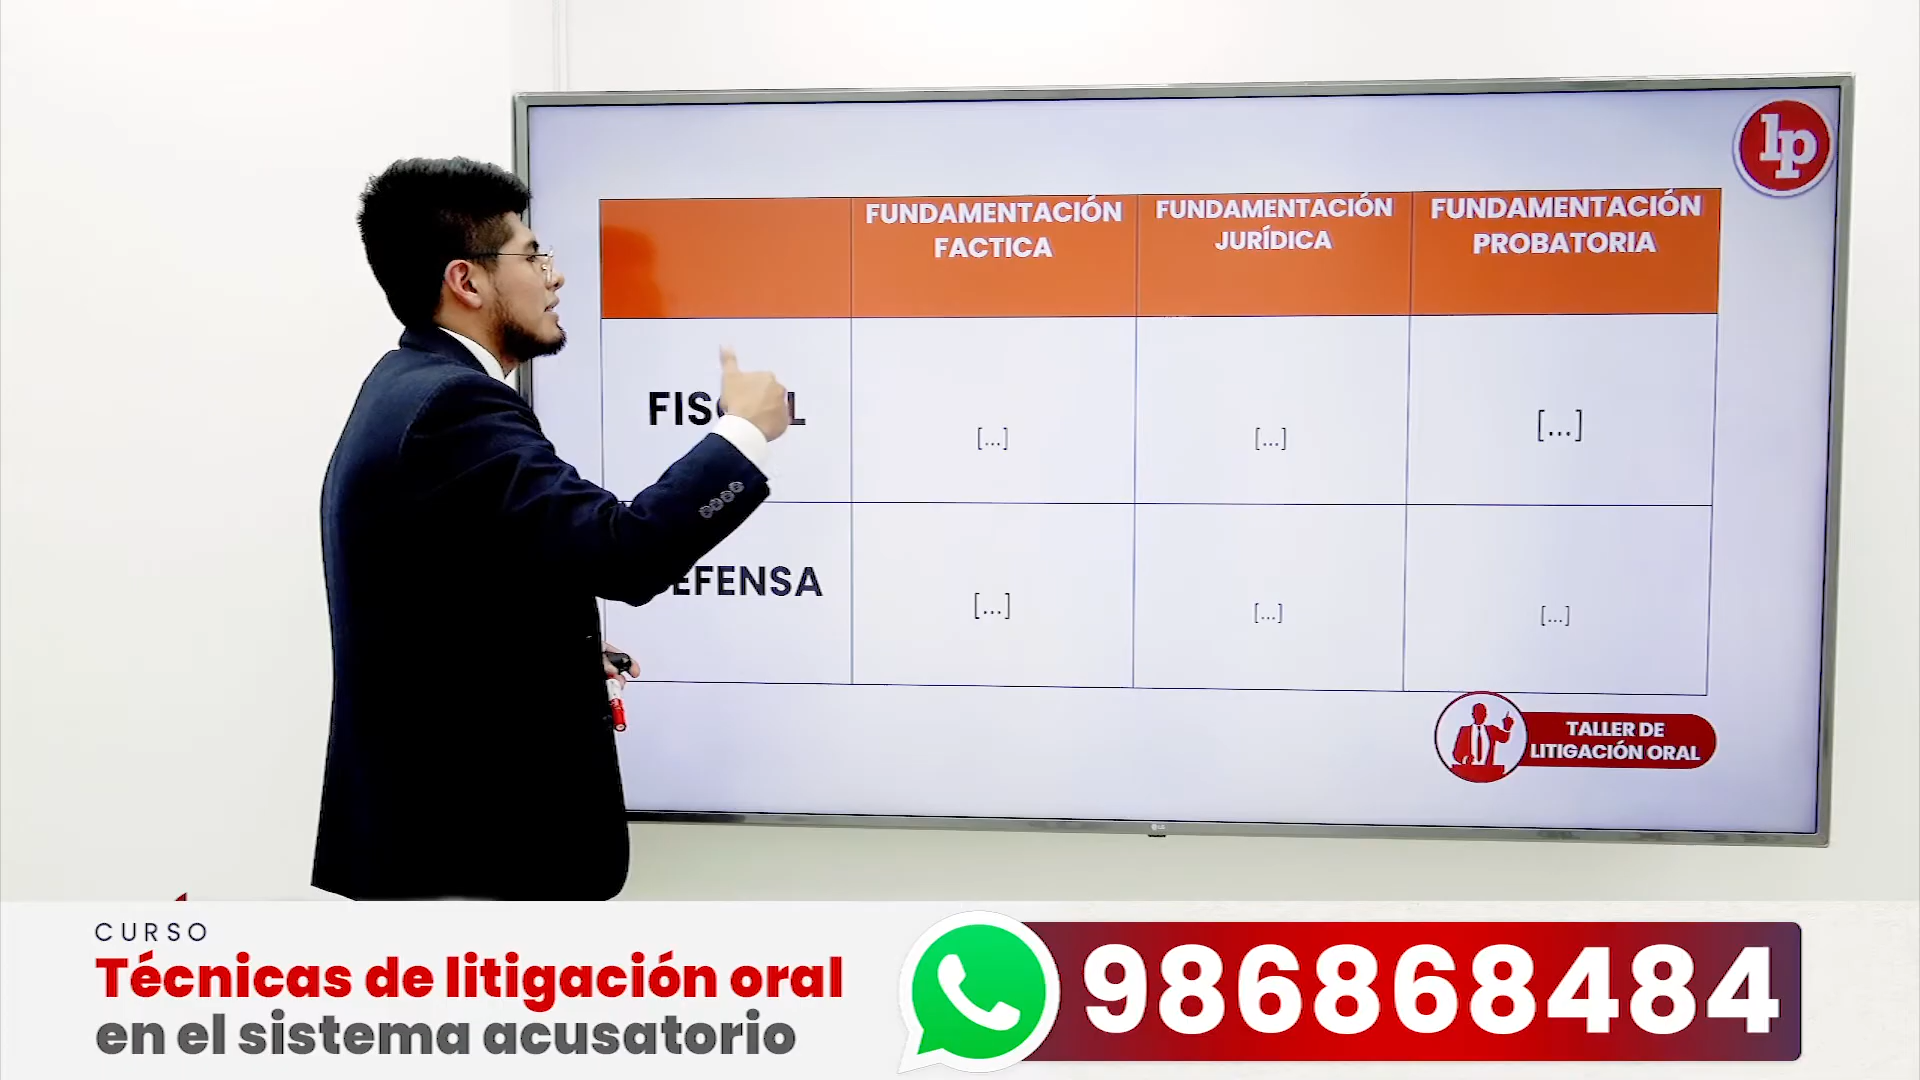 lp
FUNDAMENTACIÓN
FACTICA
FUNDAMENTACIÓN
JURÍDICA
FUNDAMENTACIÓN
PROBATORIA
[...]
[...]
[...]
[...]
[...]
[...]
TALLER DE
LITIGACIÓN ORAL
LG
CURSO
Técnicas de litigación oral
en el sistema acusatorio
986868484